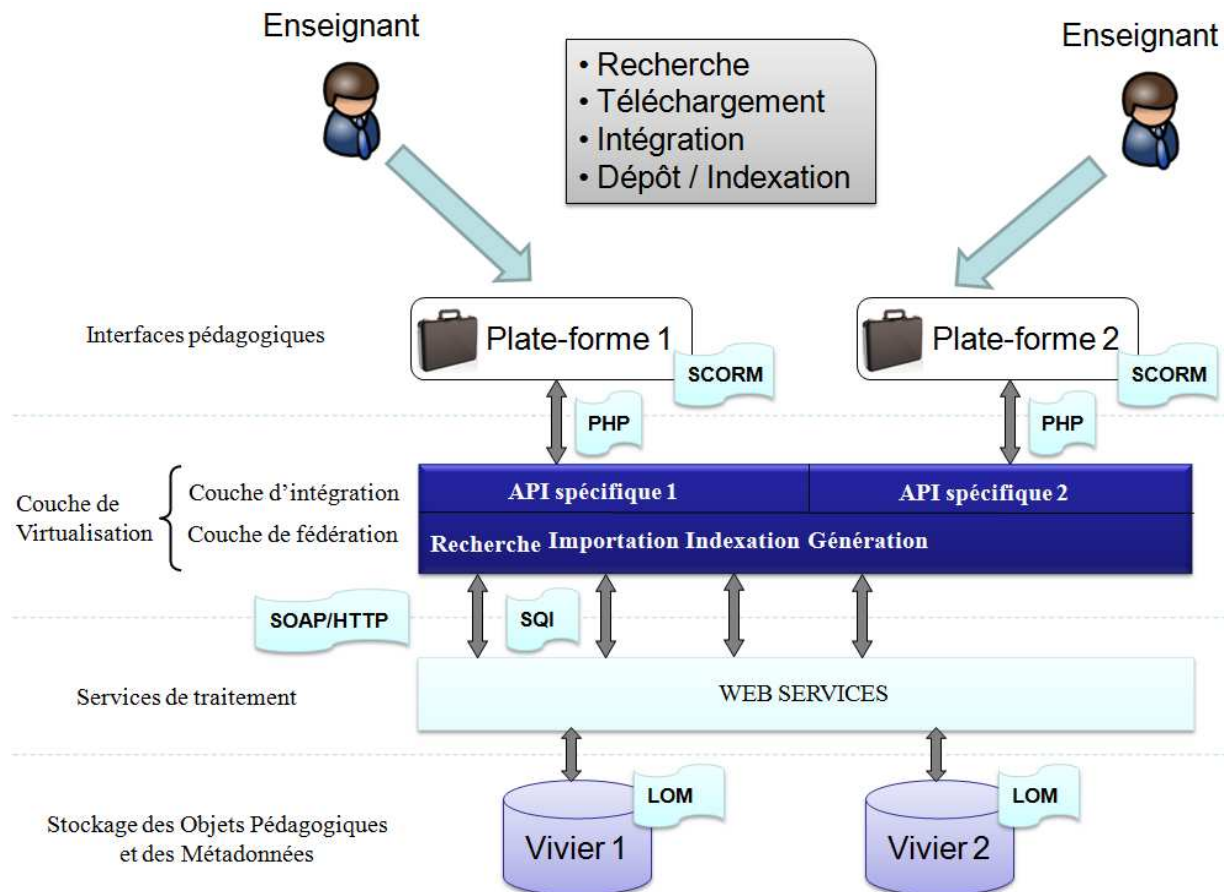 Enseignant
Enseignant
• Recherche
• Téléchargement
• Intégration
• Dépôt / Indexation
Interfaces pédagogiques
Plate-forme 1
SCORM
Plate-forme 2
SCORM
PHP
PHP
Couche de
Virtualisation
Couche d'intégration
Couche de fédération
API spécifique 1
API spécifique 2
Recherche Importation Indexation Génération
SOAP/HTTP
SQI
Services de traitement
WEB SERVICES
LOM
LOM
Stockage des Objets Pédagogiques
et des Métadonnées
Vivier 1
Vivier 2